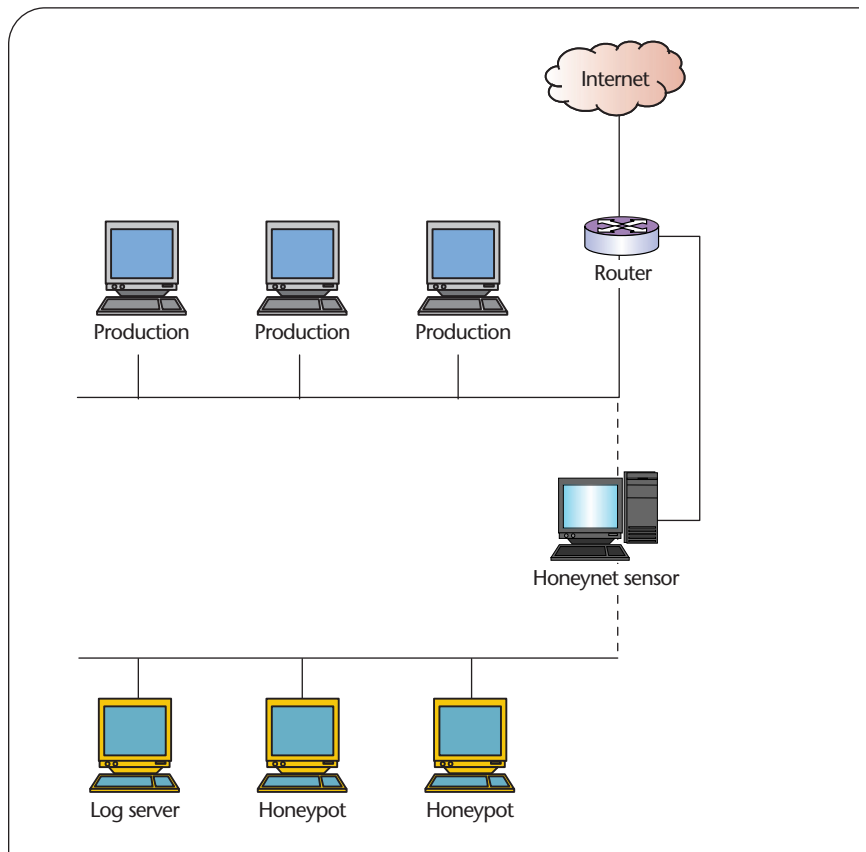 Internet
Router
Production
Production
Production
Honeynet sensor
Log server
Honeypot
Honeypot